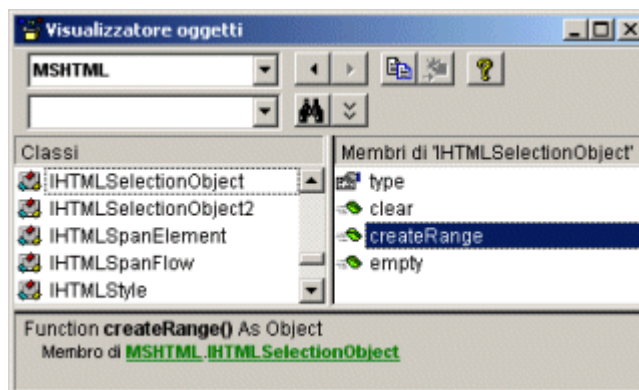 Visualizzatore oggetti
MSHTML
Classi
IHTMLSelectionObject
IHTMLSelectionObject2
IHTMLSpanElement
IHTMLSpanFlow
IHTMLStyle
Membri di 'IHTMLSelectionObject'
type
clear
createRange
empty
Function createRange() As Object
Membro di MSHTML.IHTMLSelectionObject